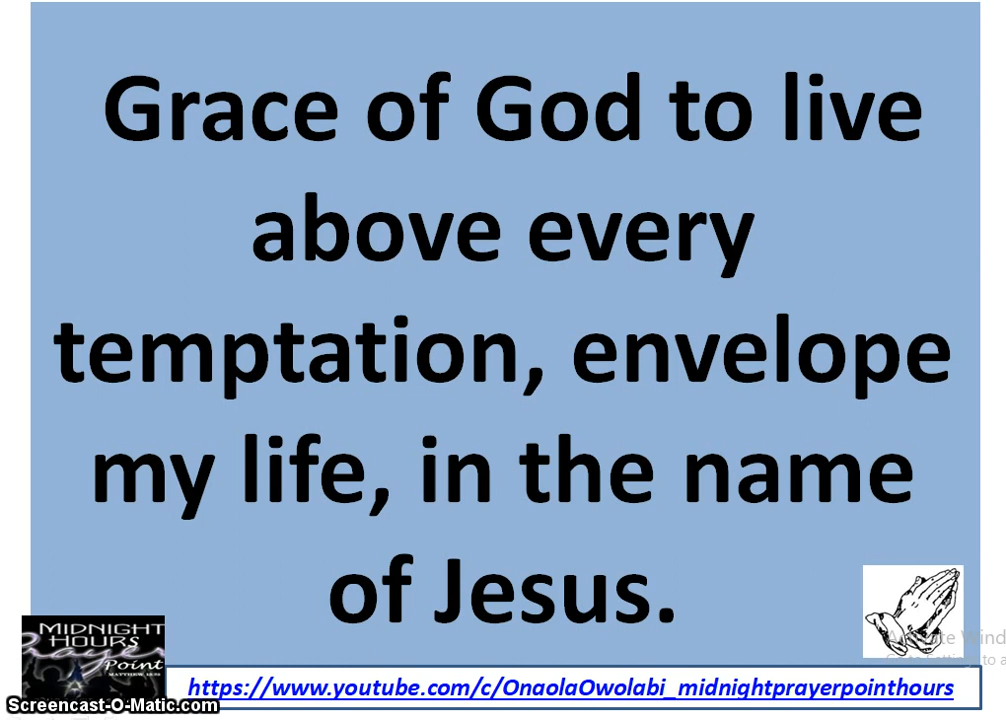 Grace of God to live
above every
temptation, envelope
my life, in the name
of Jesus.
MIDNIGHT
HOURS
Prayer
Point
https://www.youtube.com/c/OnaolaOwolabi_midnightprayerpointhours
Screencast-O-Matic.com